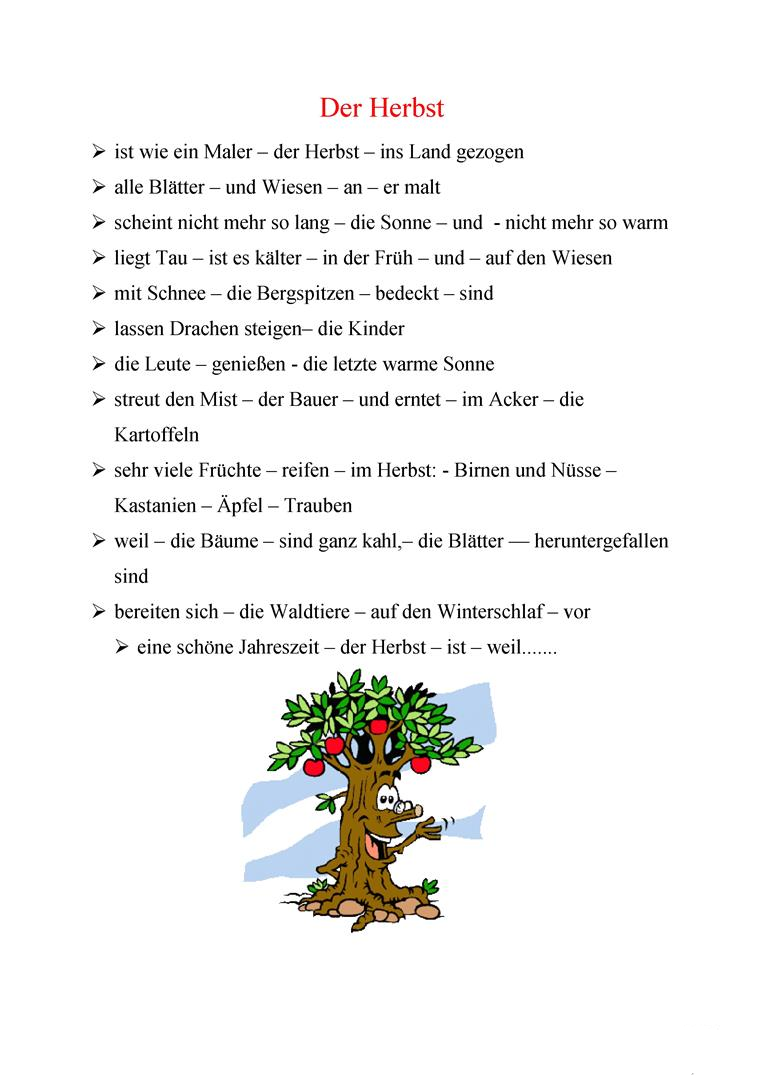 Der Herbst
➢ ist wie ein Maler – der Herbst – ins Land gezogen
➢ alle Blätter – und Wiesen – an – er malt
➢ scheint nicht mehr so lang – die Sonne – und  - nicht mehr so warm
➢ liegt Tau – ist es kälter – in der Früh – und – auf den Wiesen
➢ mit Schnee – die Bergspitzen – bedeckt – sind
➢ lassen Drachen steigen– die Kinder
➢ die Leute – genießen - die letzte warme Sonne
➢ streut den Mist – der Bauer – und erntet – im Acker – die
Kartoffeln
➢ sehr viele Früchte – reifen – im Herbst: - Birnen und Nüsse –
Kastanien – Äpfel – Trauben
➢ weil – die Bäume – sind ganz kahl,– die Blätter –– heruntergefallen
sind
➢ bereiten sich – die Waldtiere – auf den Winterschlaf – vor
➢ eine schöne Jahreszeit – der Herbst – ist – weil.......